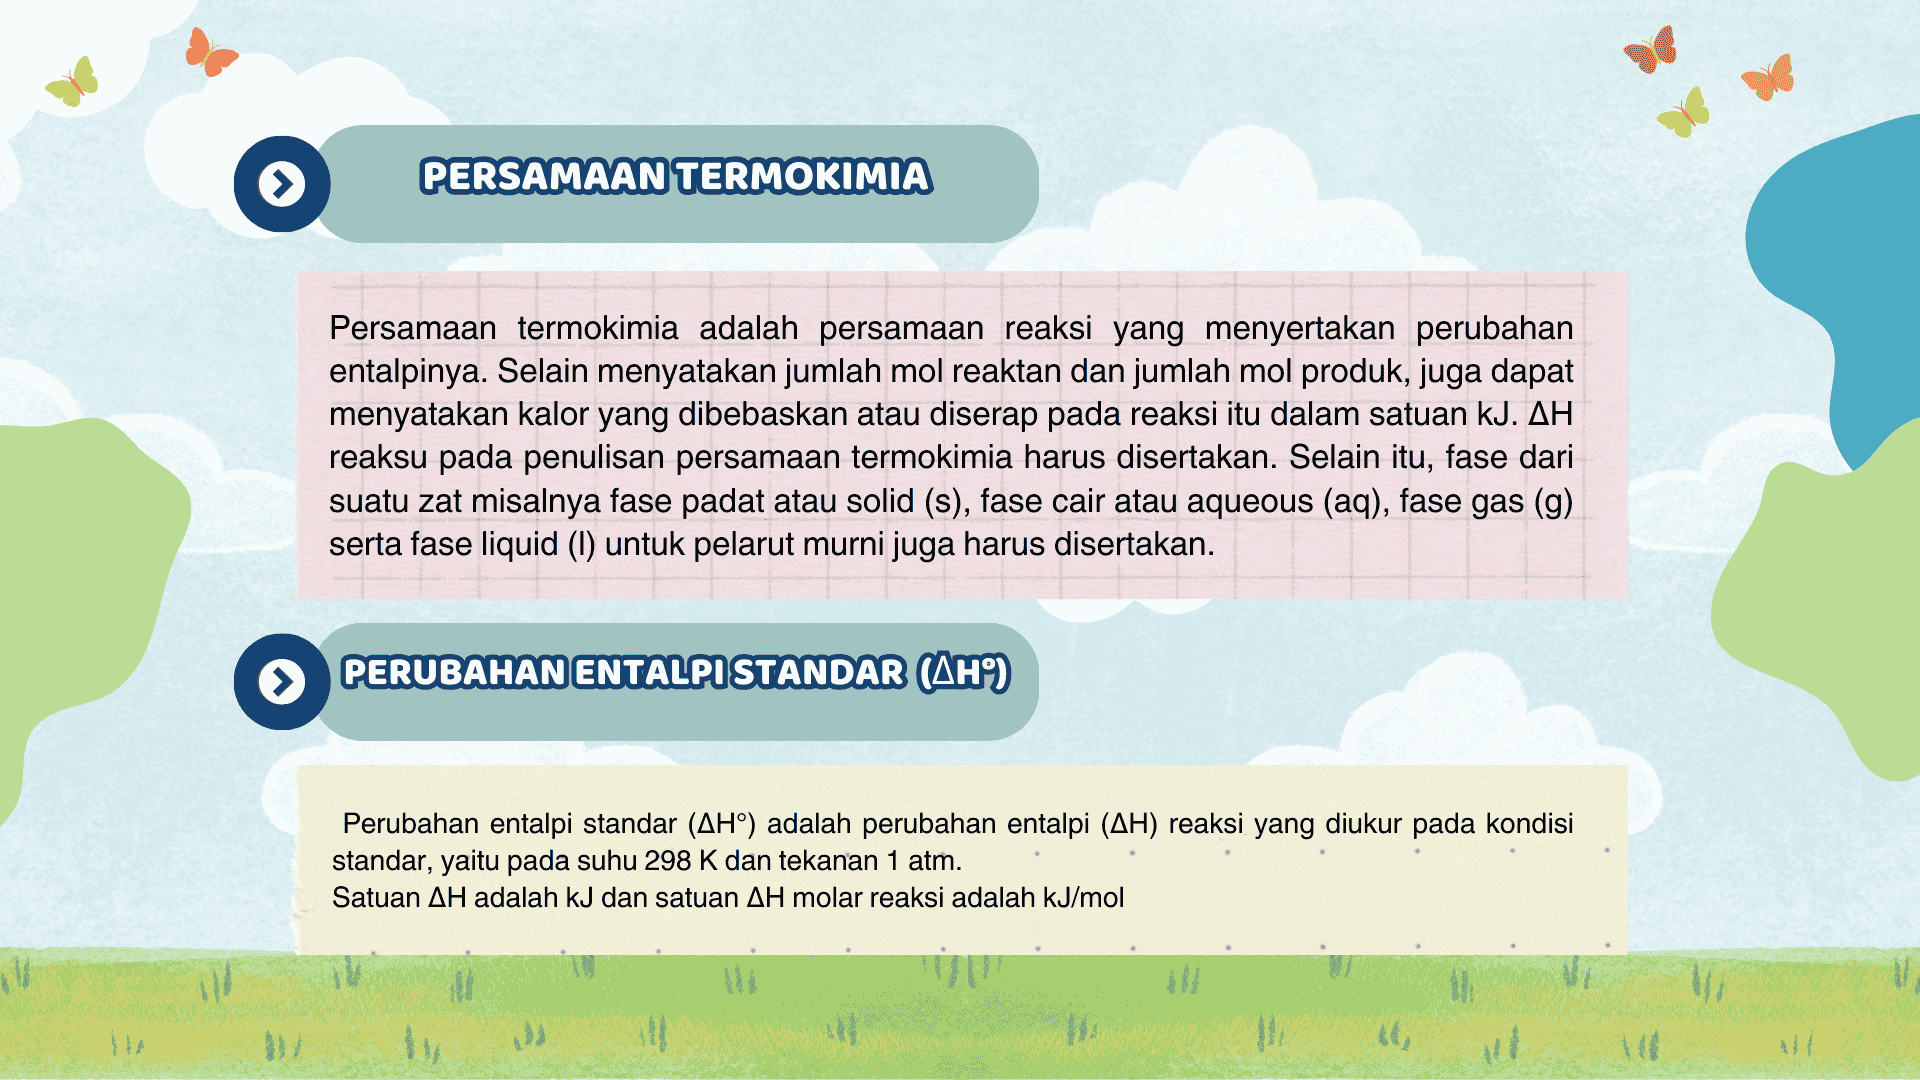 PERSAMAAN TERMOKIMIA
Persamaan termokimia adalah persamaan reaksi yang menyertakan perubahan
entalpinya. Selain menyatakan jumlah mol reaktan dan jumlah mol produk, juga dapat
menyatakan kalor yang dibebaskan atau diserap pada reaksi itu dalam satuan kJ. ΔH
reaksu pada penulisan persamaan termokimia harus disertakan. Selain itu, fase dari
suatu zat misalnya fase padat atau solid (s), fase cair atau aqueous (aq), fase gas (g)
serta fase liquid (l) untuk pelarut murni juga harus disertakan.
PERUBAHAN ENTALPI STANDAR (ΔH°)
Perubahan entalpi standar (ΔH°) adalah perubahan entalpi (ΔH) reaksi yang diukur pada kondisi
standar, yaitu pada suhu 298 K dan tekanan 1 atm.
Satuan ΔH adalah kJ dan satuan ΔH molar reaksi adalah kJ/mol